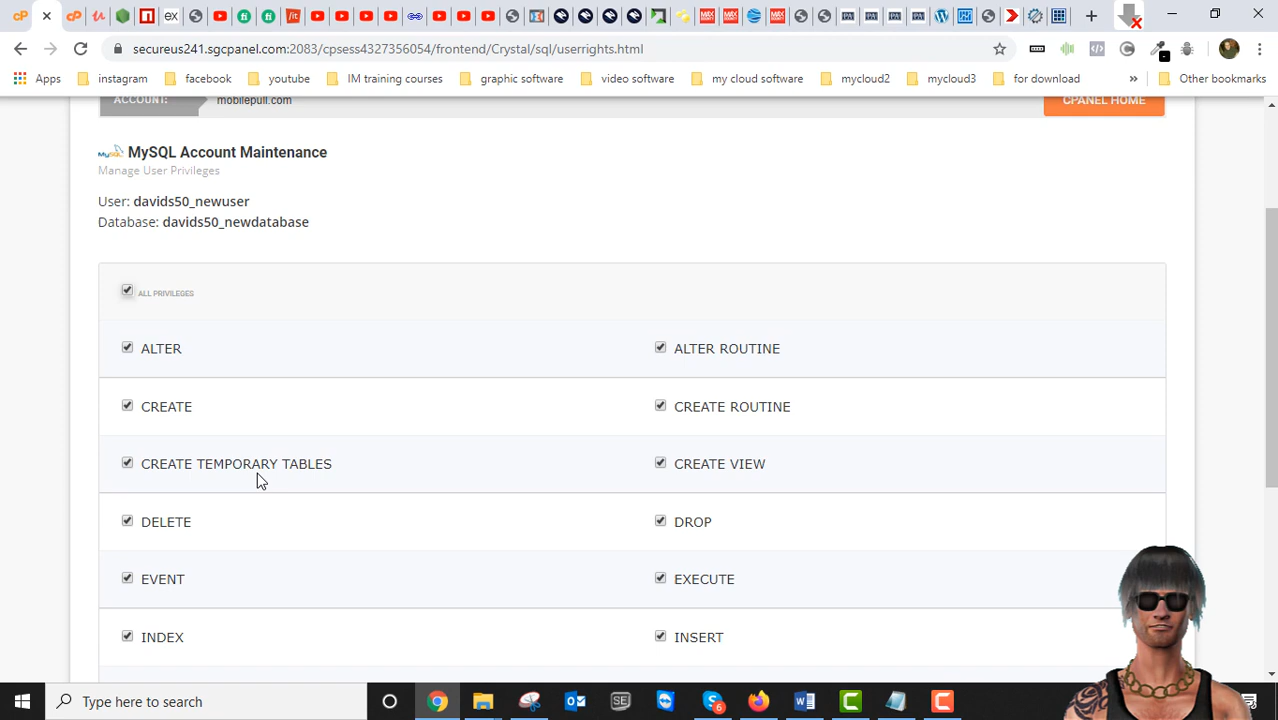 secureus241.sgcpanel.com:2083/cpsess4327356054/frontend/Crystal/sql/userrights.html
Apps
instagram
facebook
youtube
IM training courses
graphic software
video software
my cloud software
mycloud2
mycloud3
for download
»
Other bookmarks
ACCOUNT:
mobilepull.com
CPANEL HOME
MySQL Account Maintenance
Manage User Privileges
User: davids50_newuser
Database: davids50_newdatabase
ALL PRIVILEGES
ALTER
ALTER ROUTINE
CREATE
CREATE ROUTINE
CREATE TEMPORARY TABLES
CREATE VIEW
DELETE
DROP
EVENT
EXECUTE
INDEX
INSERT
Type here to search